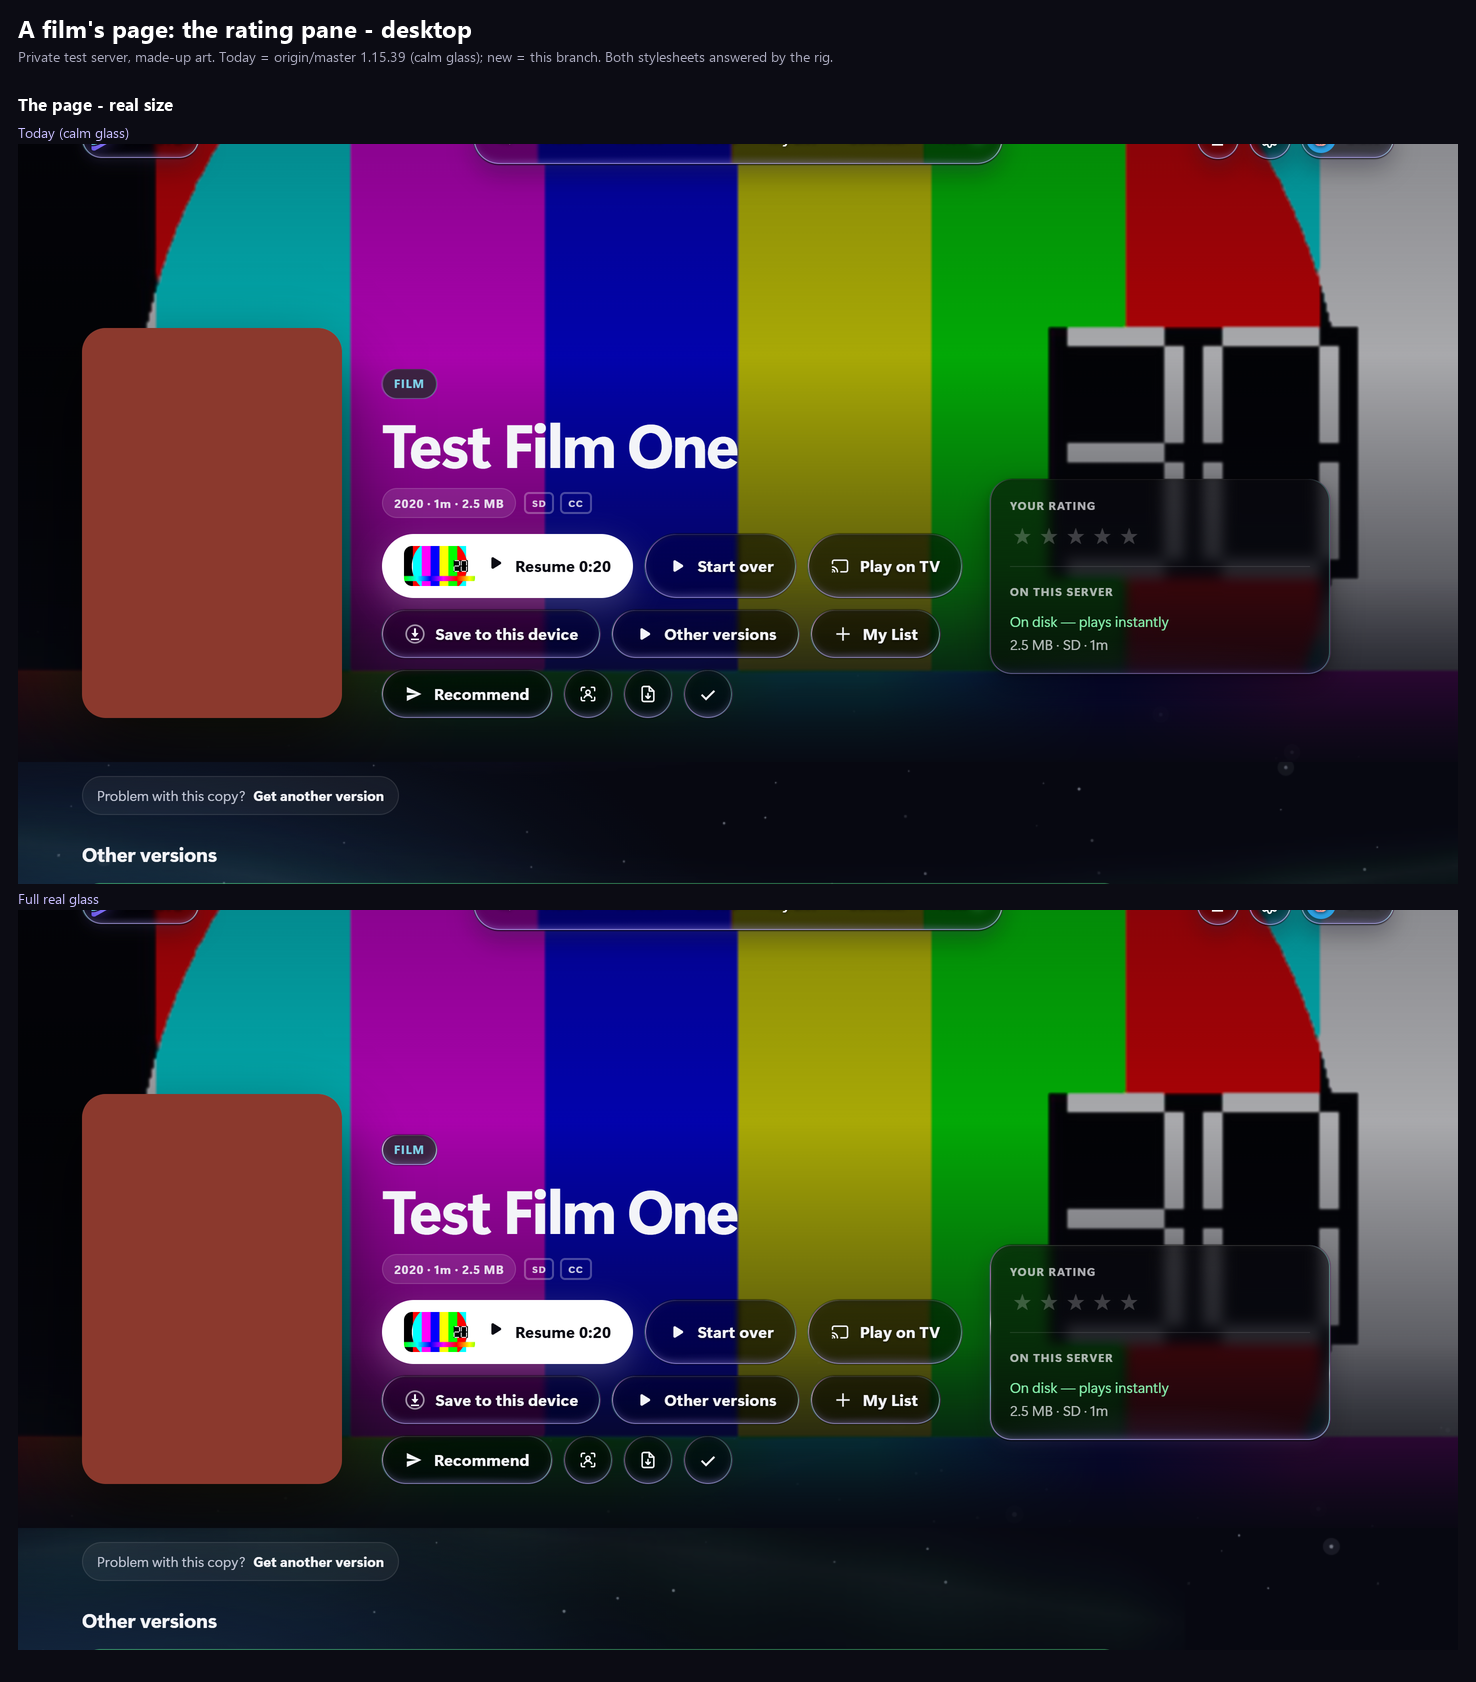 A film's page: the rating pane - desktop
Private test server, made-up art. Today = origin/master 1.15.39 (calm glass); new = this branch. Both stylesheets answered by the rig.
The page - real size
Today (calm glass)
FILM
Test Film One
2020 · 1m · 2.5 MB SD CC
Resume 0:20 Start over Play on TV
Save to this device Other versions My List
Recommend
YOUR RATING
★ ★ ★ ★ ★
ON THIS SERVER
On disk — plays instantly
2.5 MB · SD · 1m
Problem with this copy? Get another version
Other versions
Full real glass
FILM
Test Film One
2020 · 1m · 2.5 MB SD CC
Resume 0:20 Start over Play on TV
Save to this device Other versions My List
Recommend
YOUR RATING
★ ★ ★ ★ ★
ON THIS SERVER
On disk — plays instantly
2.5 MB · SD · 1m
Problem with this copy? Get another version
Other versions